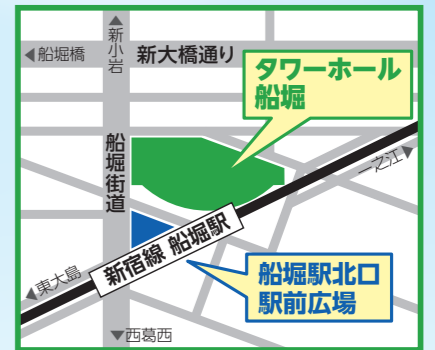 ▲新小岩
◀船堀橋
新大橋通り
タワーホール
船堀
船堀街道
一之江▶
新宿線 船堀駅
◀東大島
船堀駅北口
駅前広場
▼西葛西